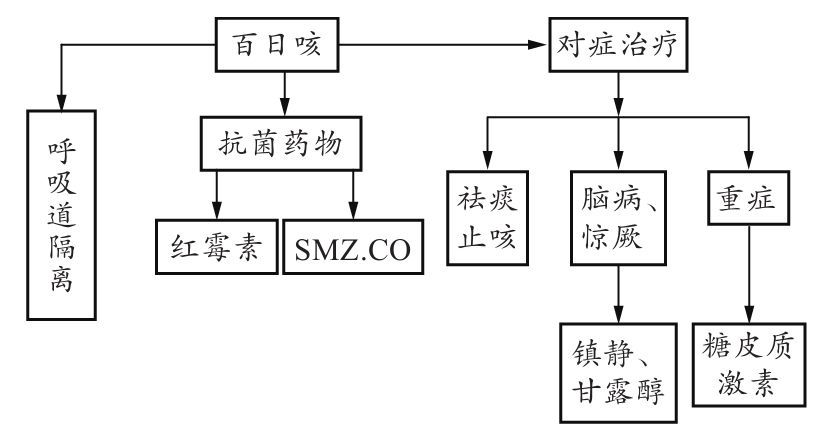 百日咳
对症治疗
呼吸道隔离
抗菌药物
红霉素
SMZ.CO
祛痰
止咳
脑病、
惊厥
重症
镇静、
甘露醇
糖皮质
激素